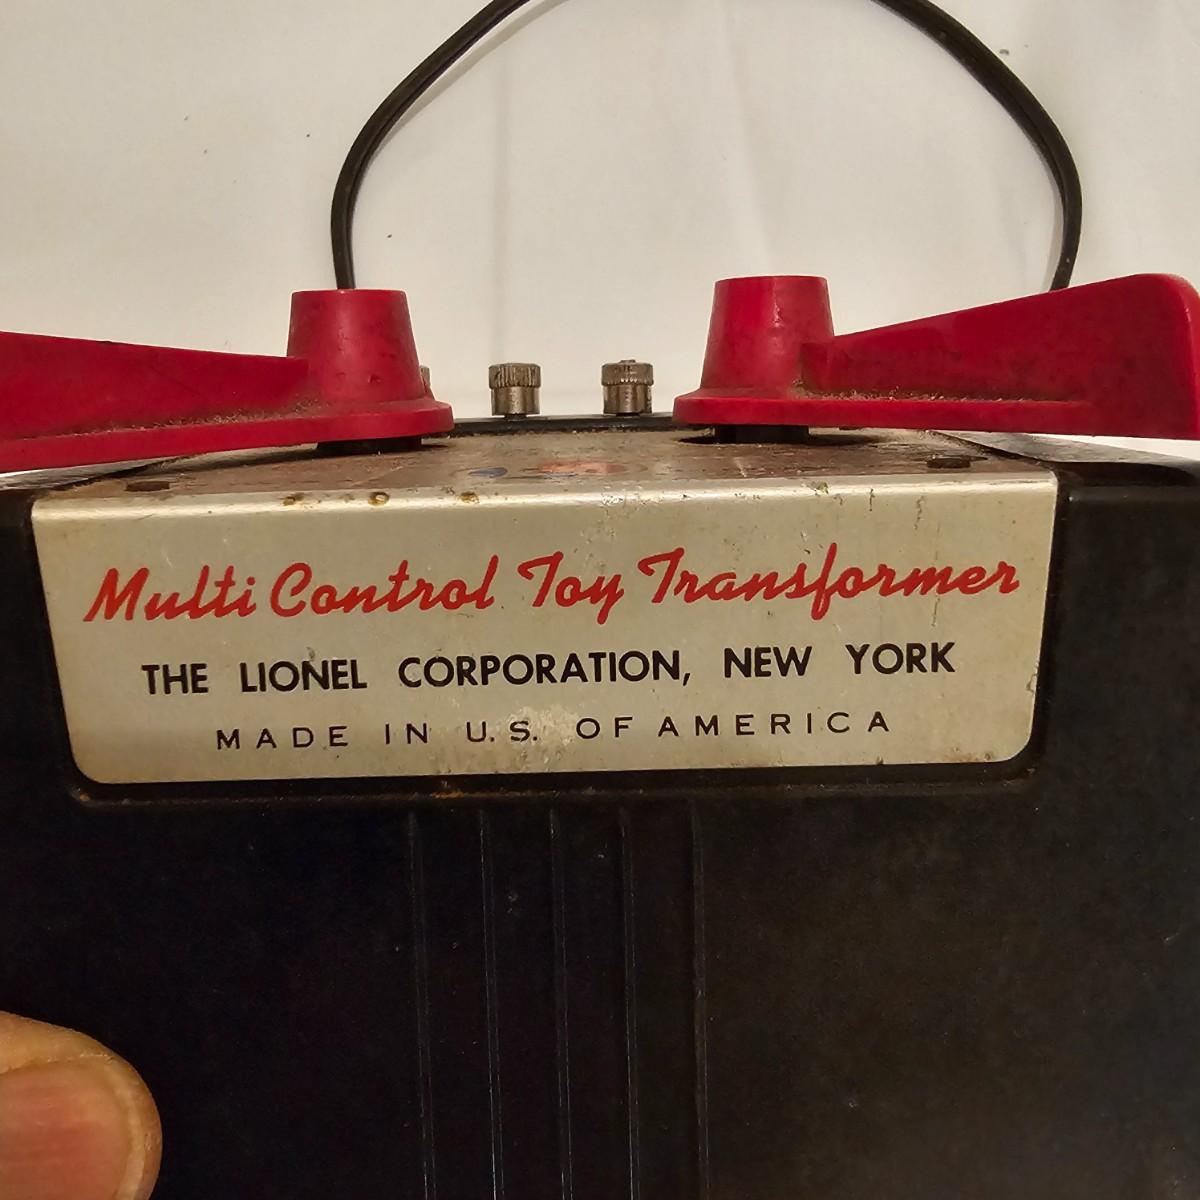 Multi Control Toy Transformer
THE LIONEL CORPORATION, NEW YORK
MADE IN U.S. OF AMERICA